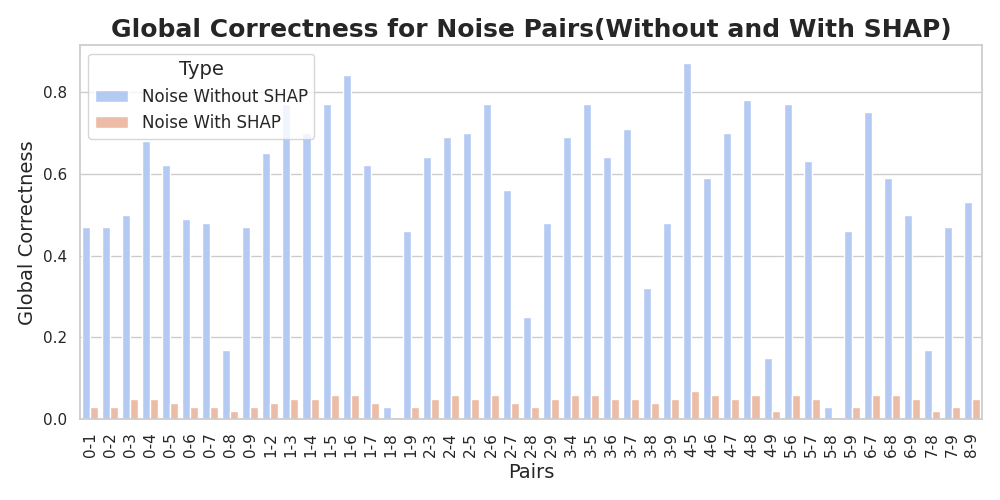 Global Correctness for Noise Pairs(Without and With SHAP)
Type
Noise Without SHAP
Noise With SHAP
Global Correctness
0.8
0.6
0.4
0.2
0.0
0-1 0-2 0-3 0-4 0-5 0-6 0-7 0-8 0-9 1-2 1-3 1-4 1-5 1-6 1-7 1-8 1-9 2-3 2-4 2-5 2-6 2-7 2-8 2-9 3-4 3-5 3-6 3-7 3-8 3-9 4-5 4-6 4-7 4-8 4-9 5-6 5-7 5-8 5-9 6-7 6-8 6-9 7-8 7-9 8-9
Pairs